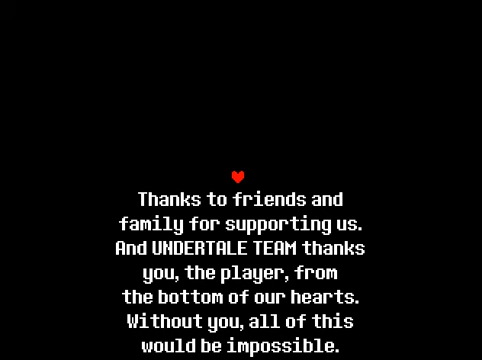 Thanks to friends and
family for supporting us.
And UNDERTALE TEAM thanks
you, the player, from
the bottom of our hearts.
Without you, all of this
would be impossible.